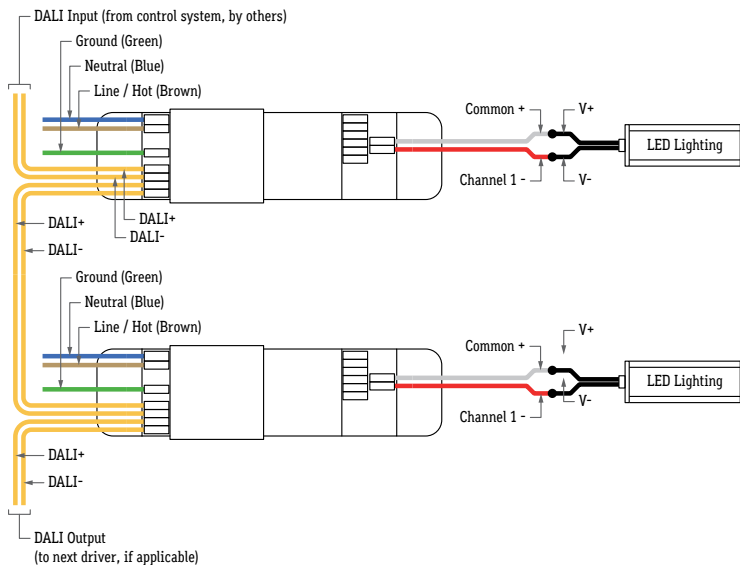 DALI Input (from control system, by others)
Ground (Green)
Neutral (Blue)
Line / Hot (Brown)
Common +
V+
LED Lighting
Channel 1 -
V-
DALI+
DALI-
DALI+
DALI-
Ground (Green)
Neutral (Blue)
Line / Hot (Brown)
V+
Common +
LED Lighting
V-
Channel 1 -
DALI+
DALI-
DALI Output
(to next driver, if applicable)